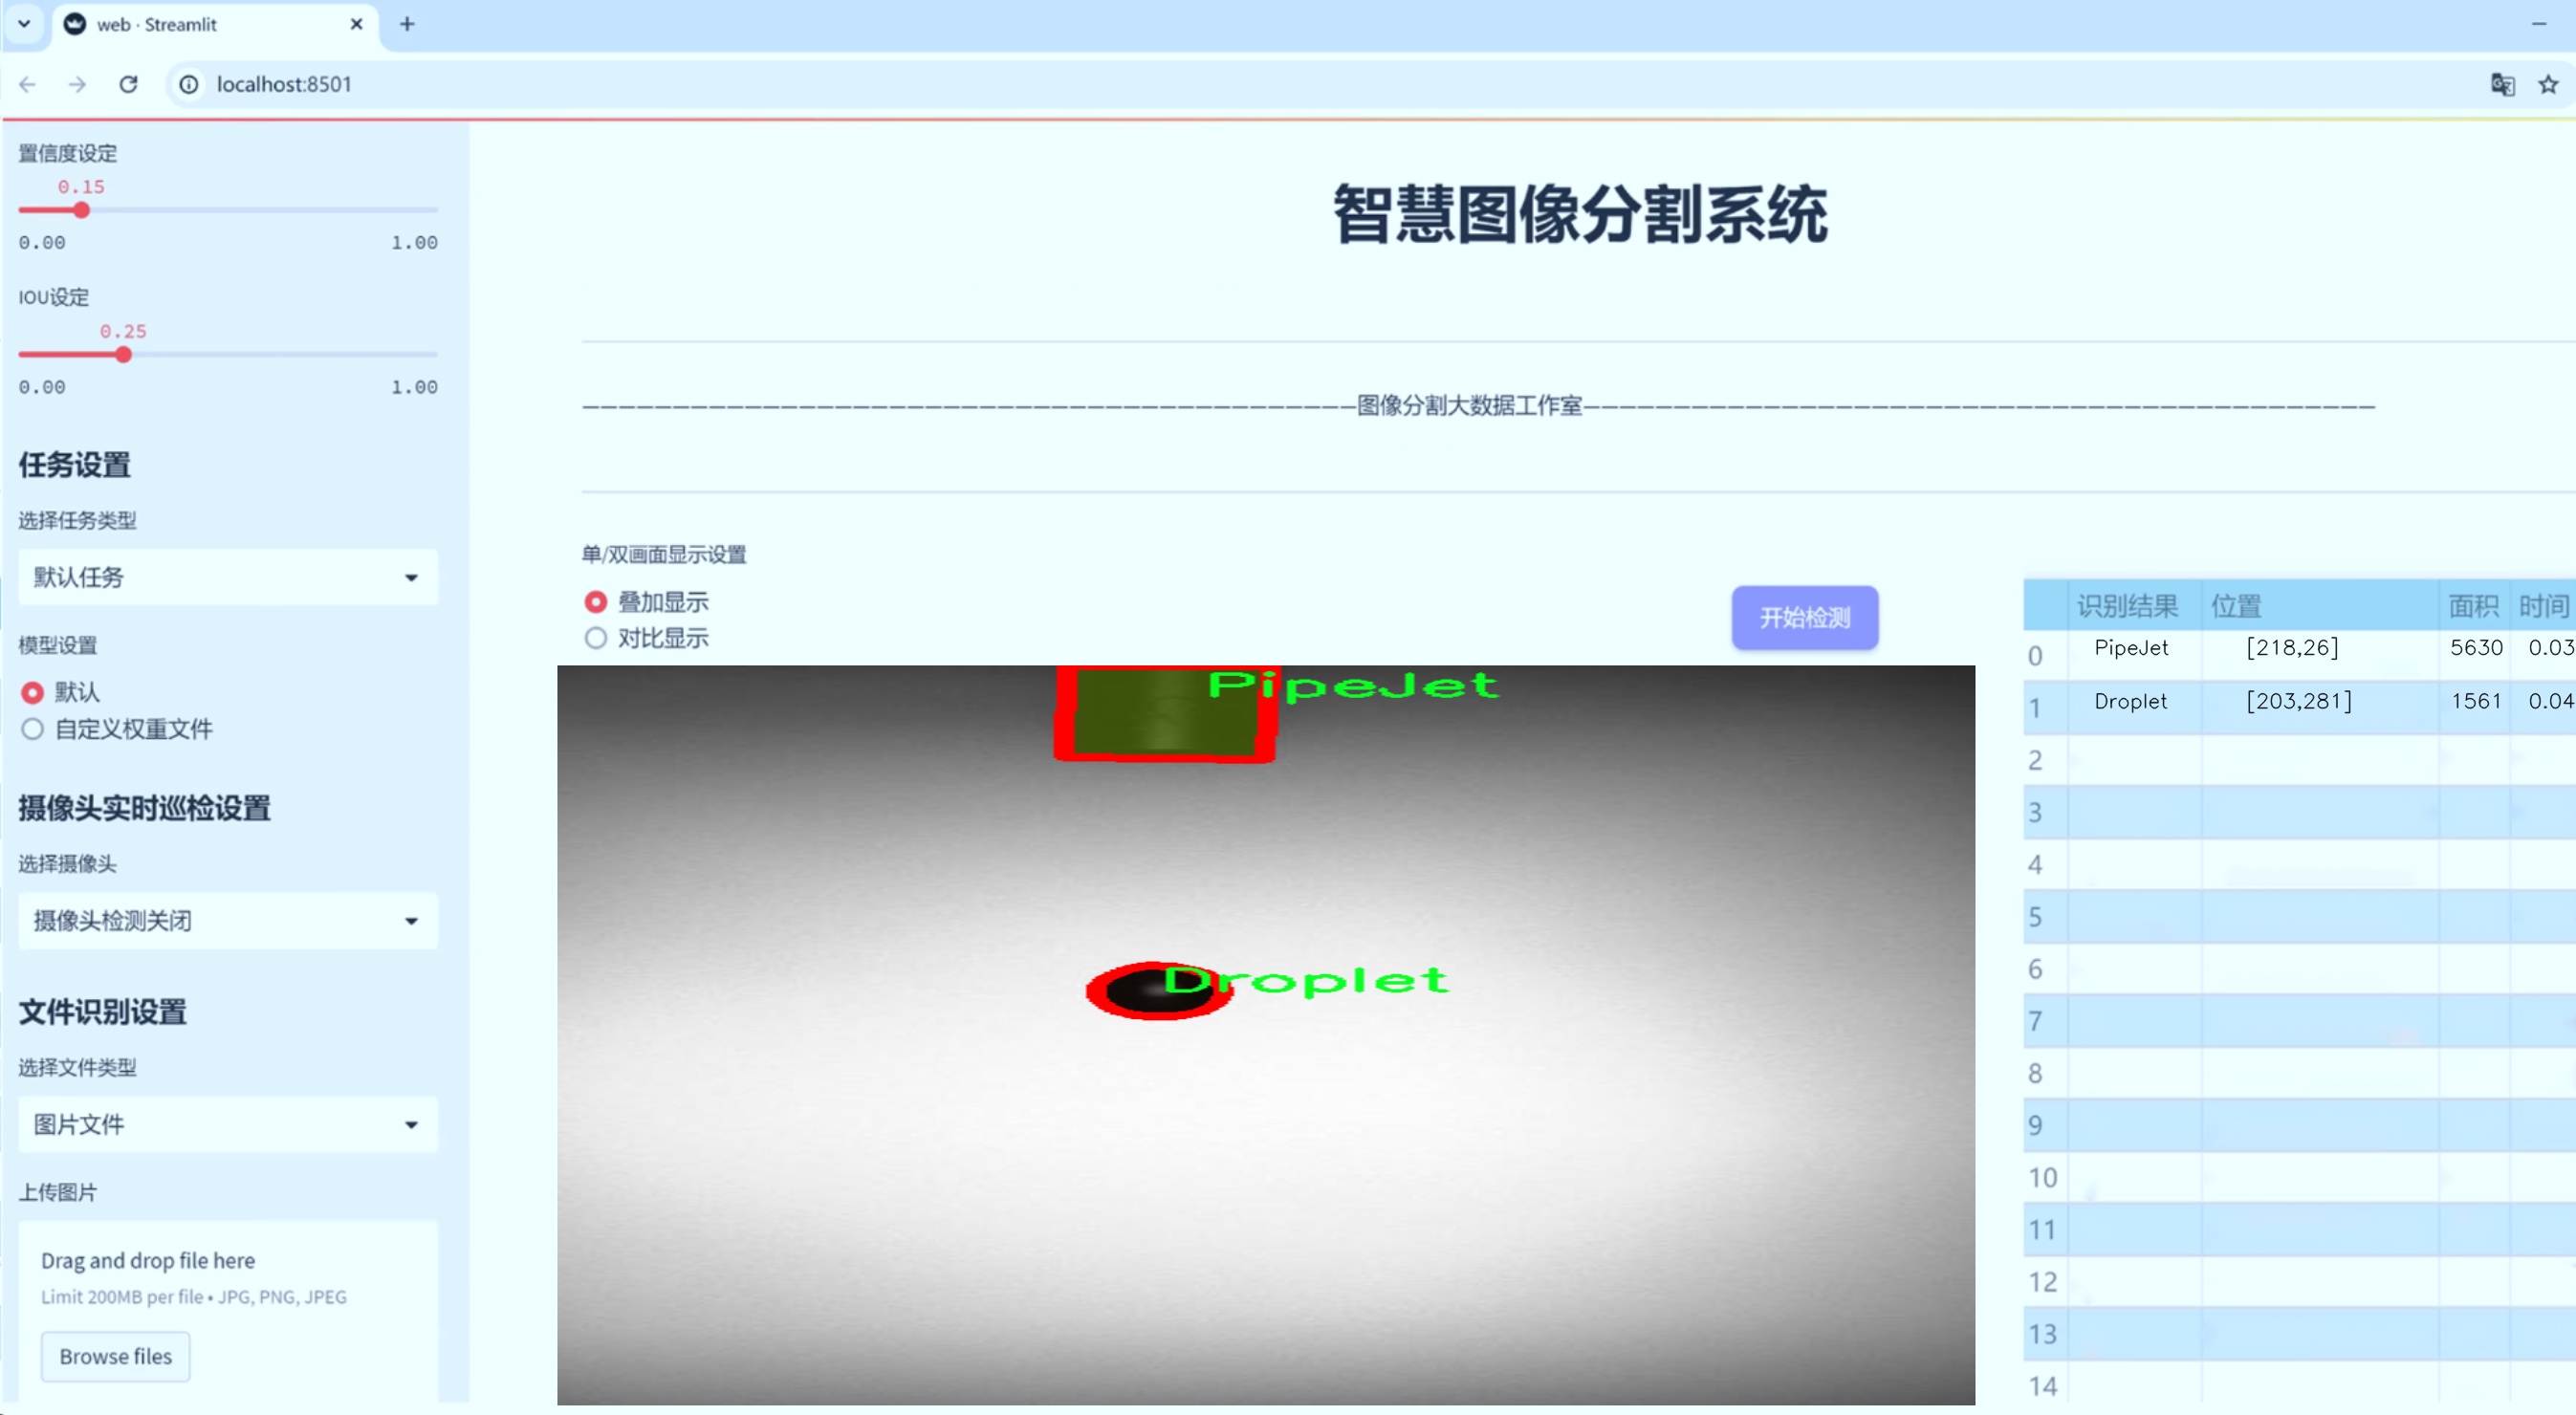 web · Streamlit
localhost:8501
置信度设定
0.15
0.00 1.00
IOU设定
0.25
0.00 1.00
任务设置
选择任务类型
默认任务
模型设置
默认
自定义权重文件
摄像头实时巡检设置
选择摄像头
摄像头检测关闭
文件识别设置
选择文件类型
图片文件
上传图片
Drag and drop file here
Limit 200MB per file • JPG, PNG, JPEG
Browse files
智慧图像分割系统
———————————————————————————————————————————图像分割大数据工作室————————————————————————————————————————————
单/双画面显示设置
叠加显示
对比显示
开始检测
PipeJet
Droplet
识别结果 位置 面积 时间
0 PipeJet [218,26] 5630 0.03
1 Droplet [203,281] 1561 0.04
2
3
4
5
6
7
8
9
10
11
12
13
14